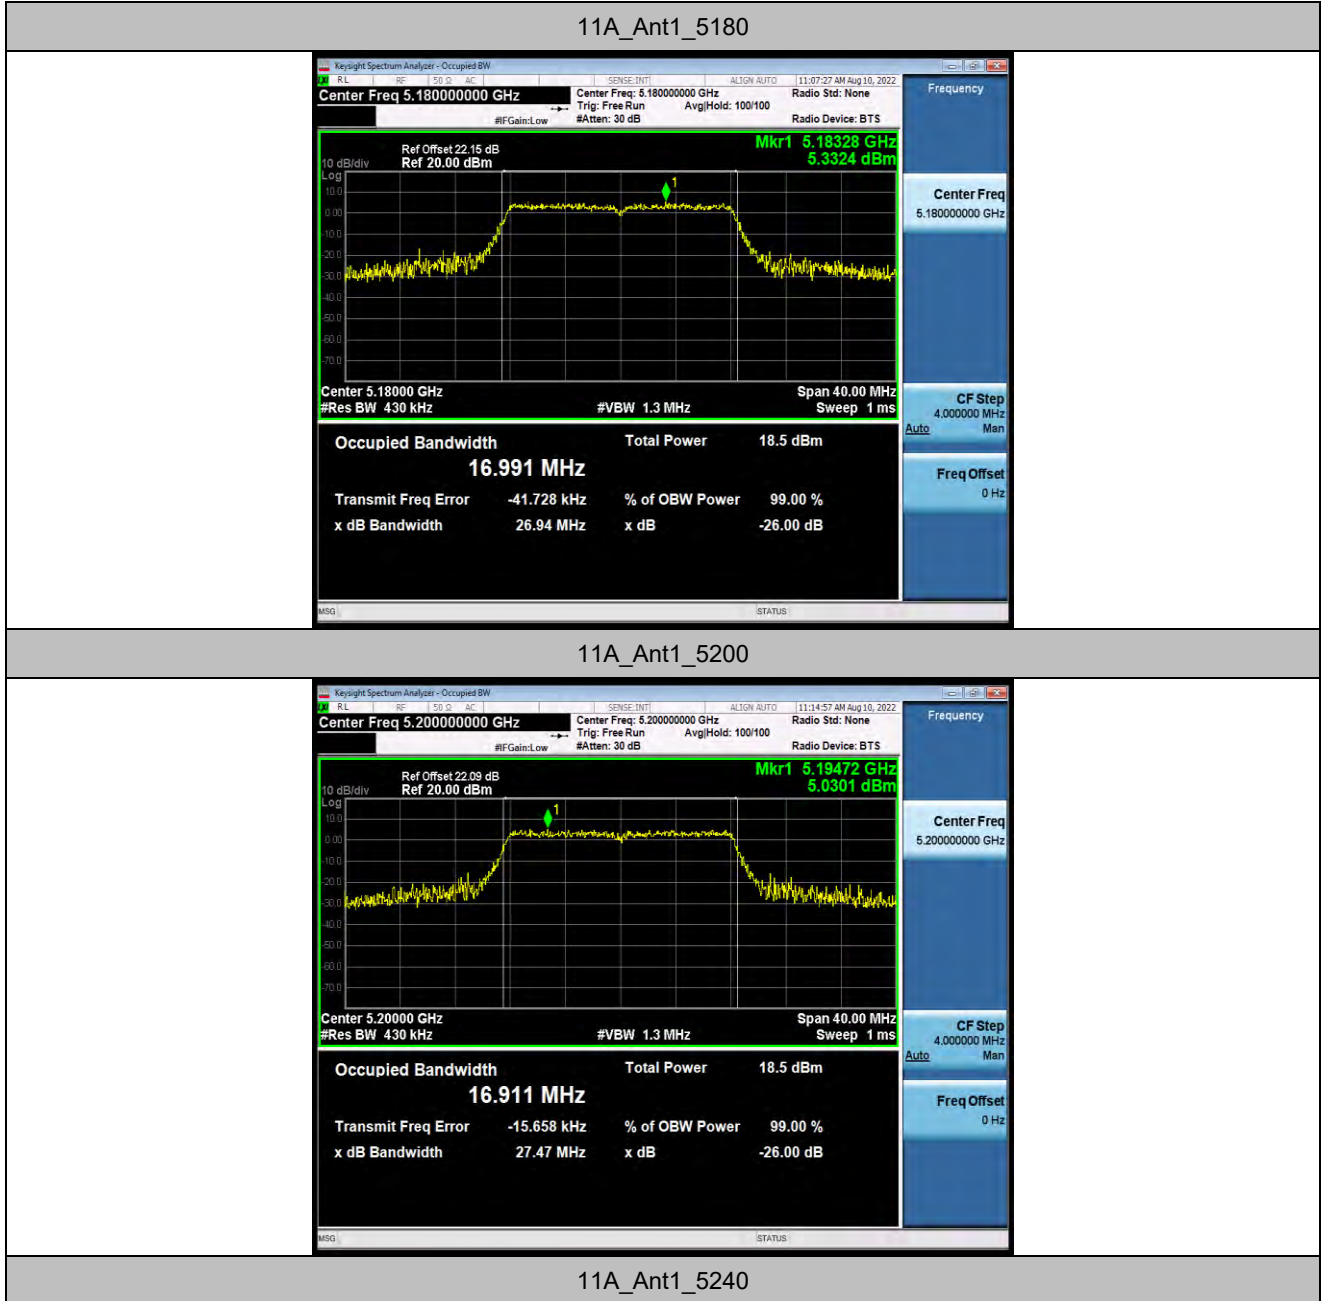 11A_Ant1_5180
Keysight Spectrum Analyzer - Occupied BW
RL RF 50 Ω AC SENSE:INT ALIGN AUTO 11:07:27 AM Aug 10, 2022
Center Freq 5.180000000 GHz
Center Freq: 5.180000000 GHz
Radio Std: None
Trig: Free Run Avg|Hold: 100/100
#IFGain:Low #Atten: 30 dB Radio Device: BTS
Frequency
Mkr1 5.18328 GHz
5.3324 dBm
Ref Offset 22.15 dB
10 dB/div Ref 20.00 dBm
Log
10.0
0.00
-10.0
-20.0
-30.0
-40.0
-50.0
-60.0
-70.0
1
Center 5.18000 GHz Span 40.00 MHz
#Res BW 430 kHz #VBW 1.3 MHz Sweep 1 ms
Center Freq
5.180000000 GHz
CF Step
4.000000 MHz
Auto Man
Freq Offset
0 Hz
Occupied Bandwidth Total Power 18.5 dBm
16.991 MHz
Transmit Freq Error -41.728 kHz % of OBW Power 99.00 %
x dB Bandwidth 26.94 MHz x dB -26.00 dB
MSG STATUS
11A_Ant1_5200
Keysight Spectrum Analyzer - Occupied BW
RL RF 50 Ω AC SENSE:INT ALIGN AUTO 11:14:57 AM Aug 10, 2022
Center Freq 5.200000000 GHz
Center Freq: 5.200000000 GHz
Radio Std: None
Trig: Free Run Avg|Hold: 100/100
#IFGain:Low #Atten: 30 dB Radio Device: BTS
Frequency
Mkr1 5.19472 GHz
5.0301 dBm
Ref Offset 22.09 dB
10 dB/div Ref 20.00 dBm
Log
10.0
0.00
-10.0
-20.0
-30.0
-40.0
-50.0
-60.0
-70.0
1
Center 5.20000 GHz Span 40.00 MHz
#Res BW 430 kHz #VBW 1.3 MHz Sweep 1 ms
Center Freq
5.200000000 GHz
CF Step
4.000000 MHz
Auto Man
Freq Offset
0 Hz
Occupied Bandwidth Total Power 18.5 dBm
16.911 MHz
Transmit Freq Error -15.658 kHz % of OBW Power 99.00 %
x dB Bandwidth 27.47 MHz x dB -26.00 dB
MSG STATUS
11A_Ant1_5240